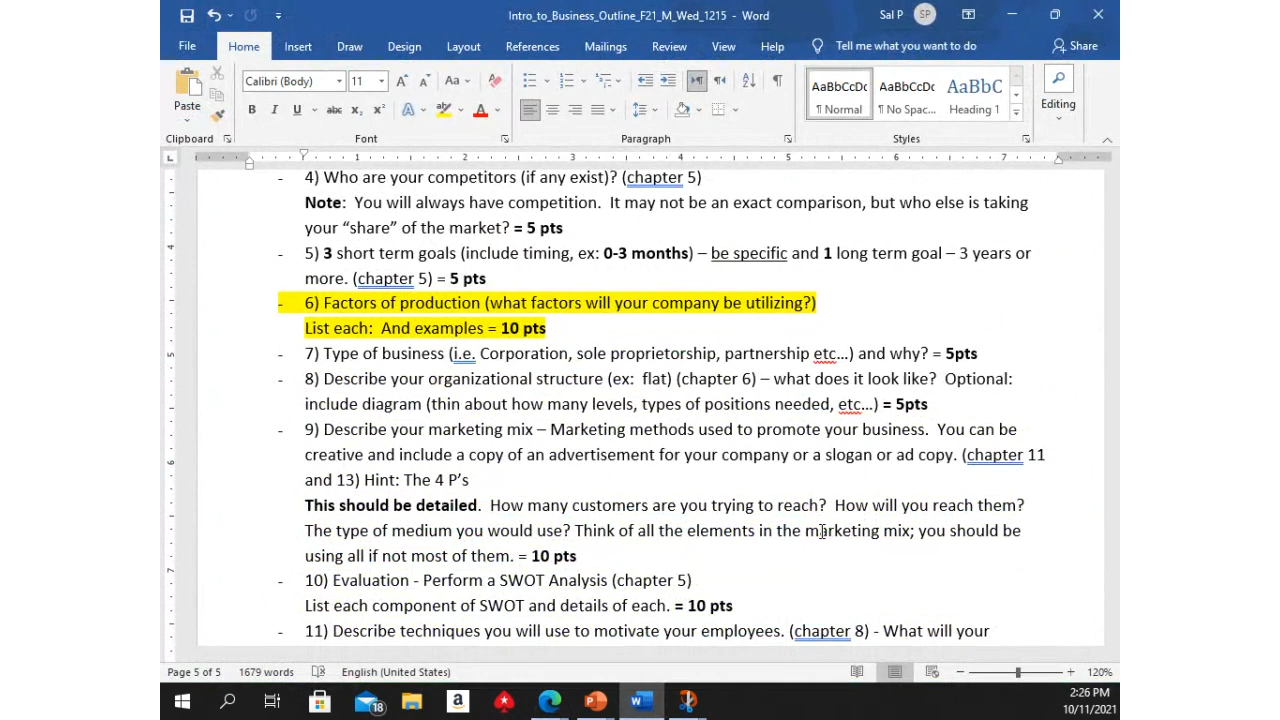 Intro_to_Business_Outline_F21_M_Wed_1215 - Word
Sal P SP
File Home Insert Draw Design Layout References Mailings Review View Help Tell me what you want to do Share
Paste
Calibri (Body) 11
AaBbCcDc AaBbCcDc AaBbC
¶ Normal ¶ No Spac... Heading 1
Editing
Clipboard Font Paragraph Styles
1 2 3 4 5 6 7
- 4) Who are your competitors (if any exist)? (chapter 5)
Note:  You will always have competition.  It may not be an exact comparison, but who else is taking
your “share” of the market? = 5 pts
- 5) 3 short term goals (include timing, ex: 0-3 months) – be specific and 1 long term goal – 3 years or
more. (chapter 5) = 5 pts
- 6) Factors of production (what factors will your company be utilizing?)
List each:  And examples = 10 pts
- 7) Type of business (i.e. Corporation, sole proprietorship, partnership etc…) and why? = 5pts
- 8) Describe your organizational structure (ex:  flat) (chapter 6) – what does it look like?  Optional:
include diagram (thin about how many levels, types of positions needed, etc…) = 5pts
- 9) Describe your marketing mix – Marketing methods used to promote your business.  You can be
creative and include a copy of an advertisement for your company or a slogan or ad copy. (chapter 11
and 13) Hint: The 4 P’s
This should be detailed.  How many customers are you trying to reach?  How will you reach them?
The type of medium you would use? Think of all the elements in the marketing mix; you should be
using all if not most of them. = 10 pts
- 10) Evaluation - Perform a SWOT Analysis (chapter 5)
List each component of SWOT and details of each. = 10 pts
- 11) Describe techniques you will use to motivate your employees. (chapter 8) - What will your
Page 5 of 5 1679 words English (United States) 120%
18
2:26 PM
10/11/2021